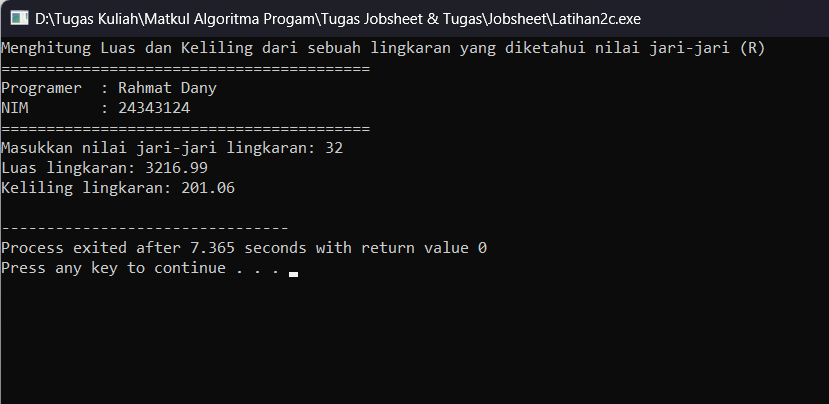 D:\Tugas Kuliah\Matkul Algoritma Progam\Tugas Jobsheet & Tugas\Jobsheet\Latihan2c.exe
Menghitung Luas dan Keliling dari sebuah lingkaran yang diketahui nilai jari-jari (R)
=========================================
Programer  : Rahmat Dany
NIM        : 24343124
=========================================
Masukkan nilai jari-jari lingkaran: 32
Luas lingkaran: 3216.99
Keliling lingkaran: 201.06
--------------------------------
Process exited after 7.365 seconds with return value 0
Press any key to continue . . .